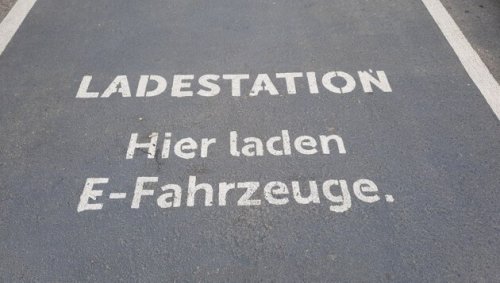 LADESTATION
Hier laden
E-Fahrzeuge.